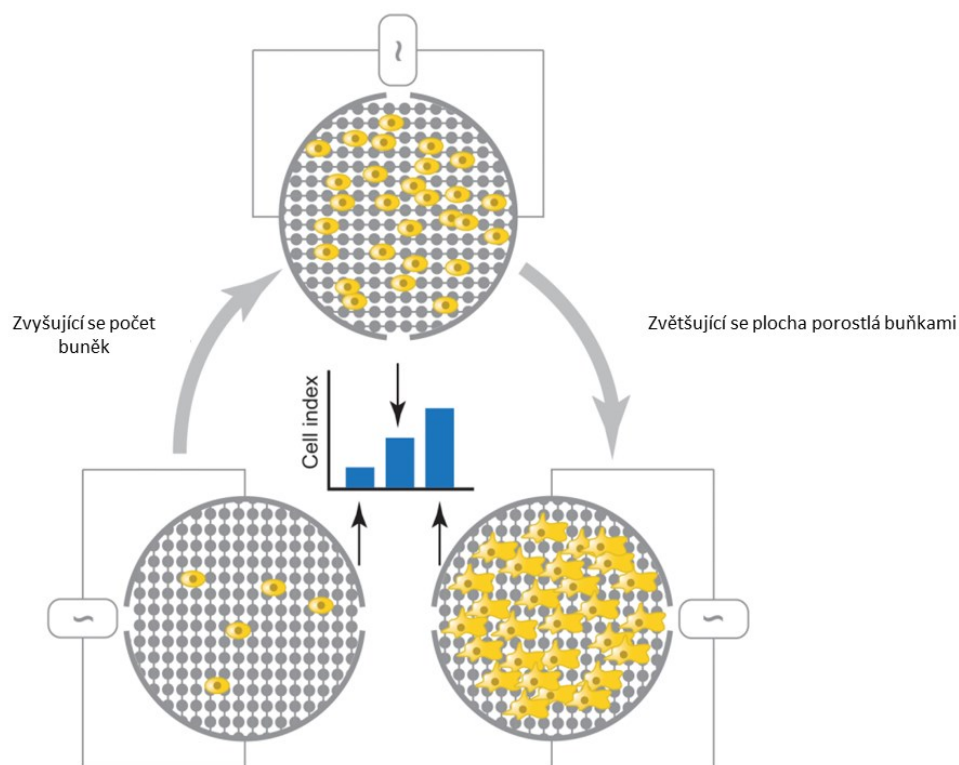 Zvyšující se počet
buněk
Zvětšující se plocha porostlá buňkami
Cell index